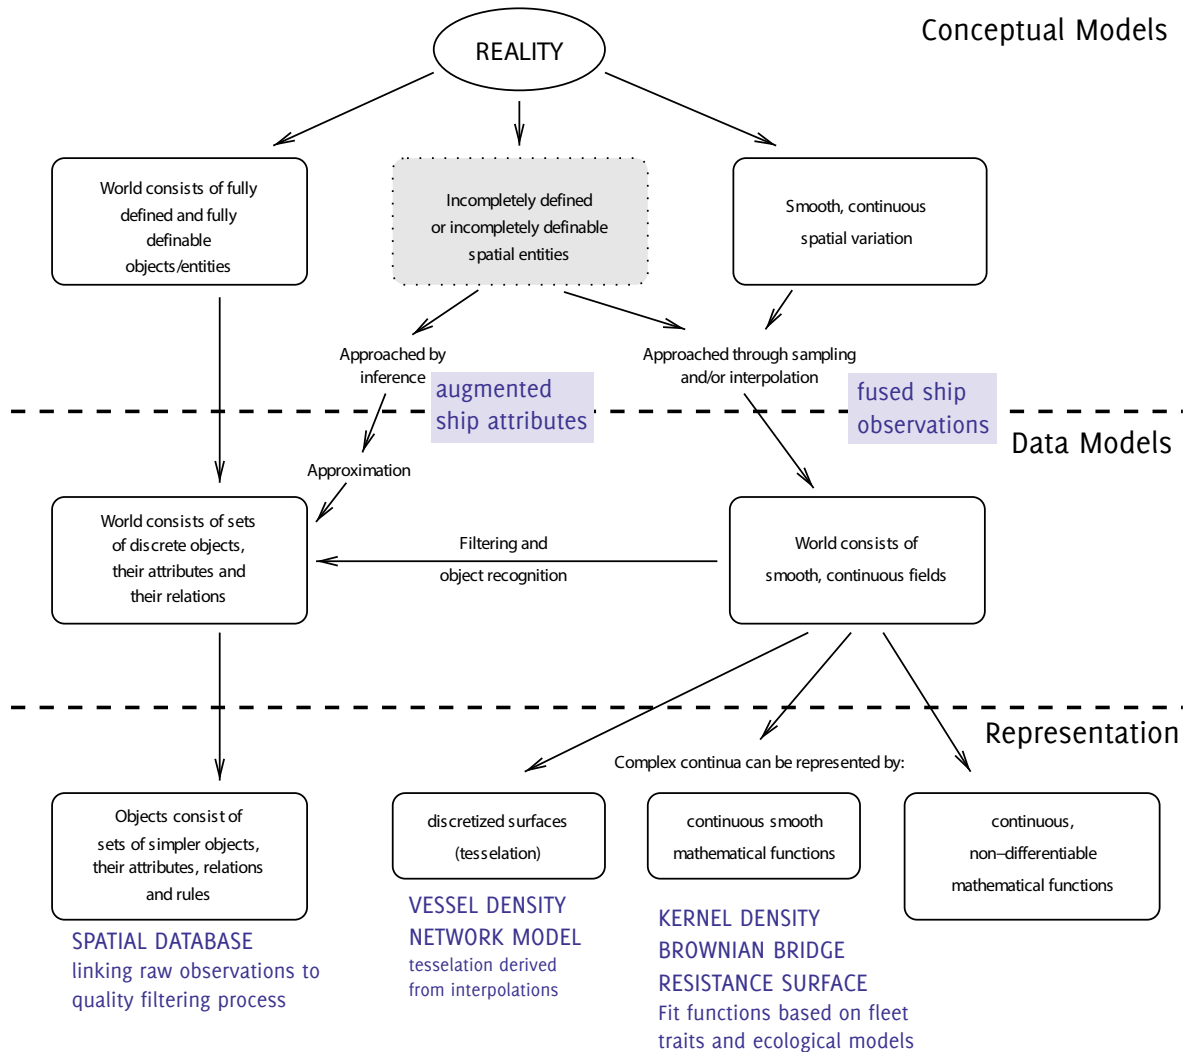 Conceptual Models
REALITY
World consists of fully
defined and fully
definable
objects/entities
Incompletely defined
or incompletely definable
spatial entities
Smooth, continuous
spatial variation
Approached by
inference
augmented
ship attributes
Approached through sampling
and/or interpolation
fused ship
observations
Data Models
Approximation
World consists of sets
of discrete objects,
their attributes and
their relations
Filtering and
object recognition
World consists of
smooth, continuous fields
Representation
Complex continua can be represented by:
Objects consist of
sets of simpler objects,
their attributes, relations
and rules
discretized surfaces
(tesselation)
continuous smooth
mathematical functions
continuous,
non–differentiable
mathematical functions
SPATIAL DATABASE
linking raw observations to
quality filtering process
VESSEL DENSITY
NETWORK MODEL
tesselation derived
from interpolations
KERNEL DENSITY
BROWNIAN BRIDGE
RESISTANCE SURFACE
Fit functions based on fleet
traits and ecological models